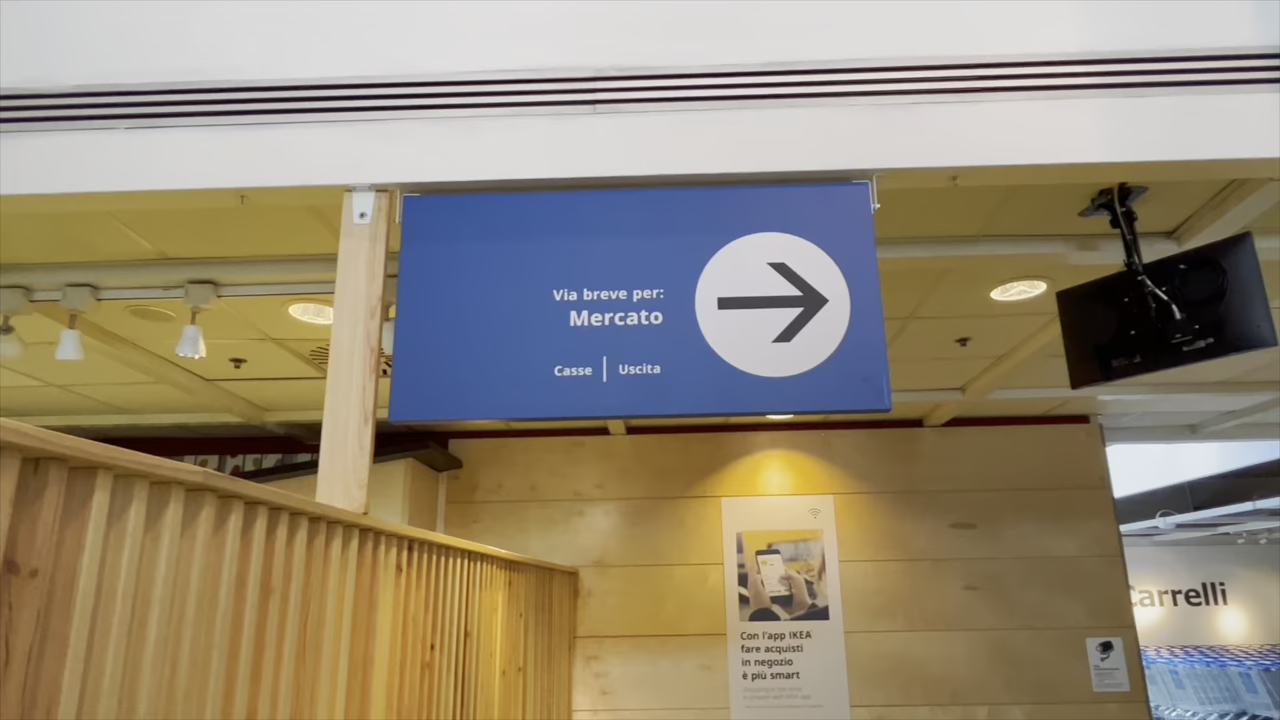 Via breve per:
Mercato
Casse | Uscita
Con l'app IKEA
fare acquisti
in negozio
è più smart
Carrelli